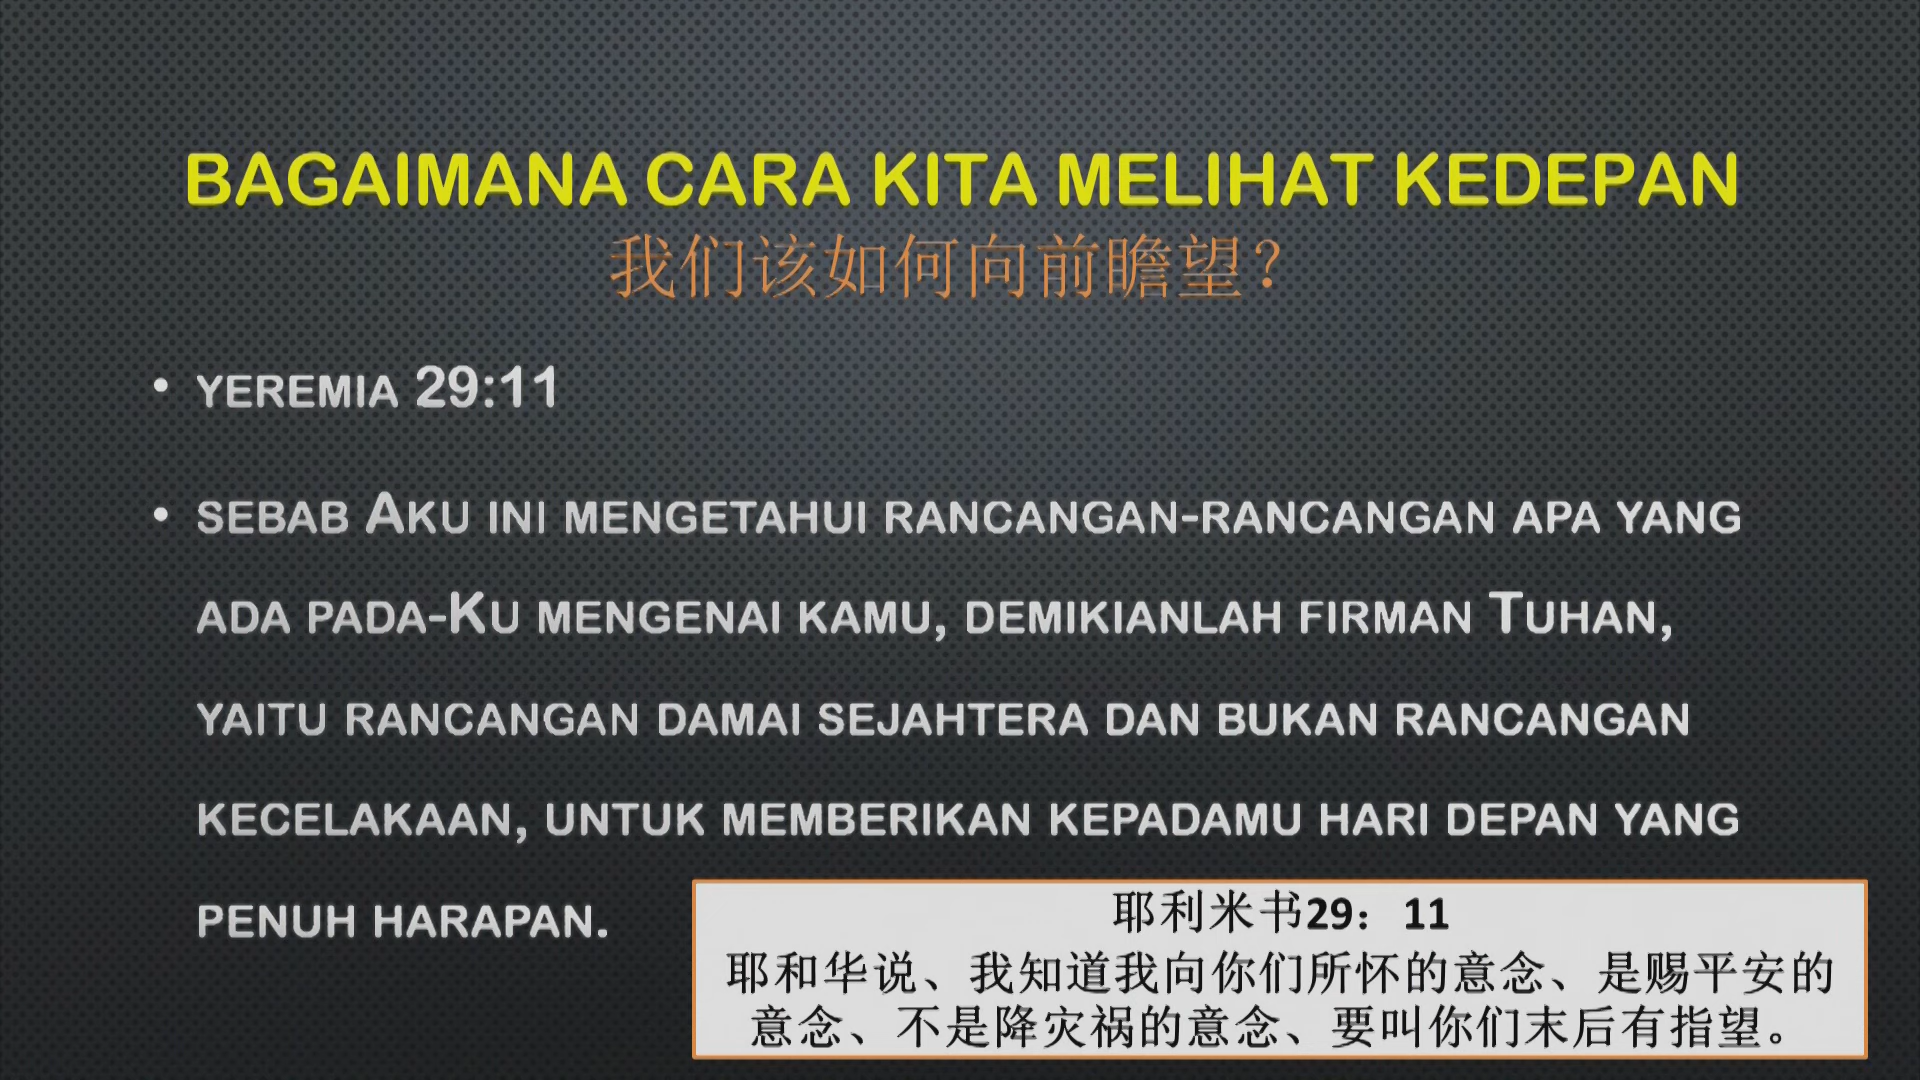 BAGAIMANA CARA KITA MELIHAT KEDEPAN
我们该如何向前瞻望？
• YEREMIA 29:11
• SEBAB AKU INI MENGETAHUI RANCANGAN-RANCANGAN APA YANG
ADA PADA-KU MENGENAI KAMU, DEMIKIANLAH FIRMAN TUHAN,
YAITU RANCANGAN DAMAI SEJAHTERA DAN BUKAN RANCANGAN
KECELAKAAN, UNTUK MEMBERIKAN KEPADAMU HARI DEPAN YANG
PENUH HARAPAN.
耶利米书29：11
耶和华说、我知道我向你们所怀的意念、是赐平安的
意念、不是降灾祸的意念、要叫你们末后有指望。